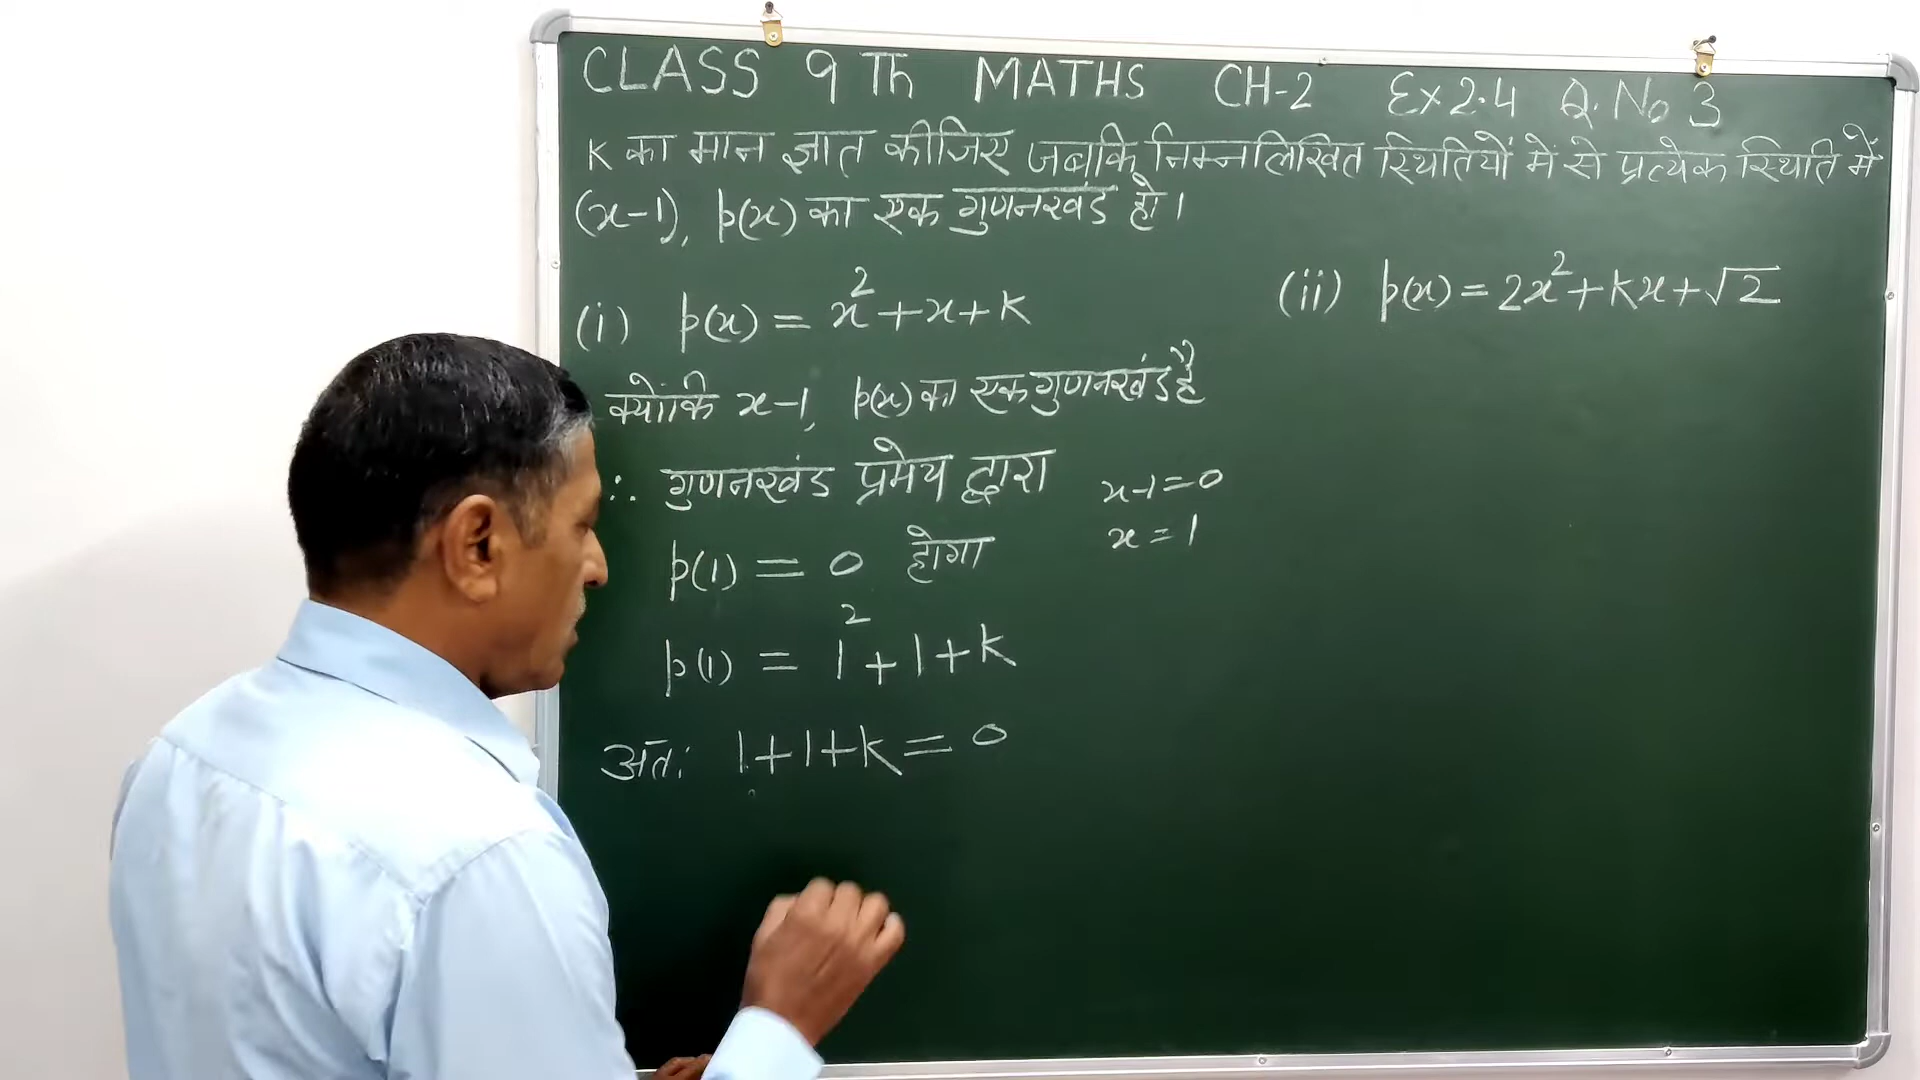 CLASS 9 Th MATHS CH-2 Ex 2.4 Q. No 3
K का मान ज्ञात कीजिए जबकि निम्नलिखित स्थितियों में से प्रत्येक स्थिति में
(x-1), p(x) का एक गुणनखंड हो।
(i) p(x) = x² + x + k
(ii) p(x) = 2x² + kx + √2
क्योंकि x-1, p(x) का एक गुणनखंड है
∴ गुणनखंड प्रमेय द्वारा
x-1 = 0
x = 1
p(1) = 0 होगा
p(1) = 1² + 1 + k
अतः 1 + 1 + k = 0